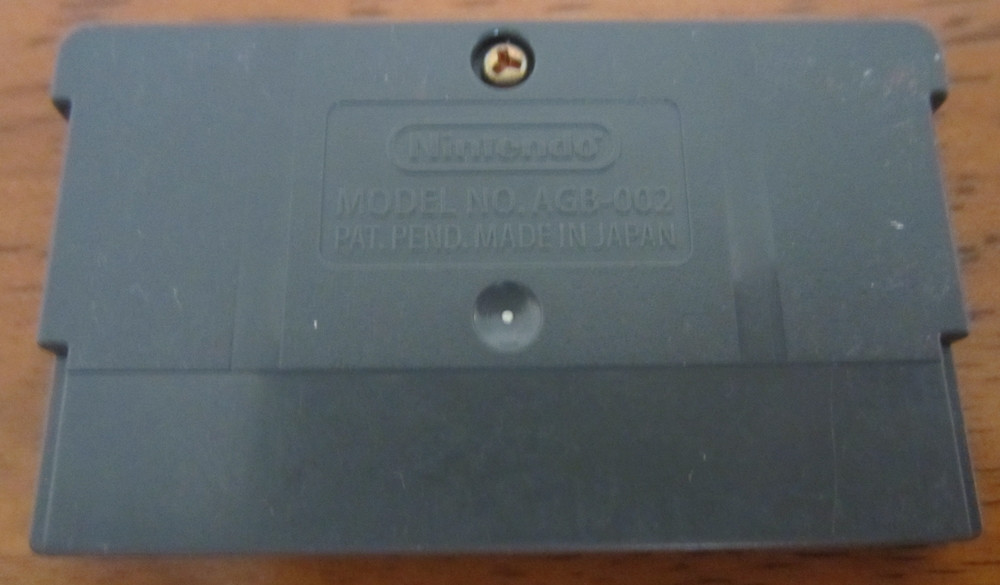 Nintendo
MODEL NO. AGB-002
PAT. PEND. MADE IN JAPAN